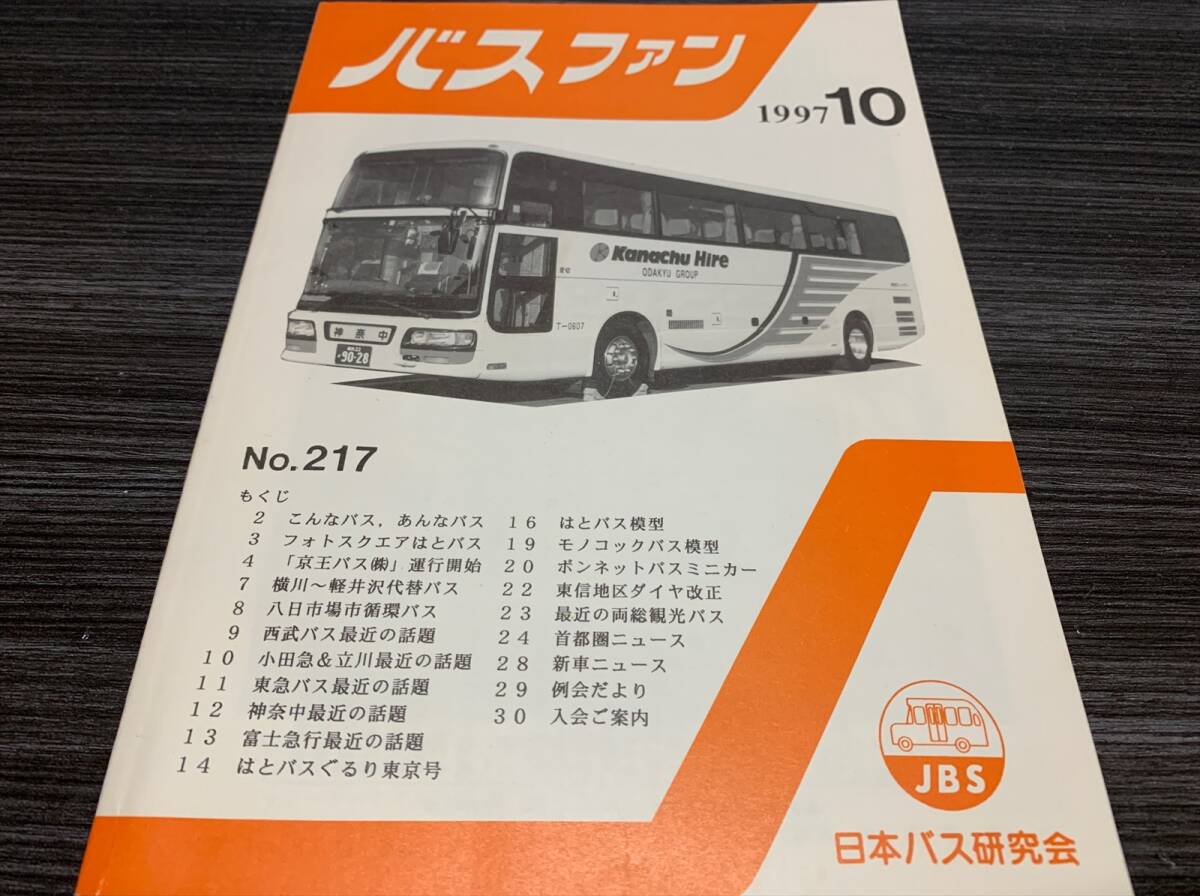 バスファン
1997 10
Kanachu Hire
ODAKYU GROUP
T-0607
神奈中
90-28
No.217
もくじ
2 こんなバス，あんなバス
3 フォトスクエアはとバス
4 「京王バス㈱」運行開始
7 横川〜軽井沢代替バス
8 八日市場市循環バス
9 西武バス最近の話題
10 小田急＆立川最近の話題
11 東急バス最近の話題
12 神奈中最近の話題
13 富士急行最近の話題
14 はとバスぐるり東京号
16 はとバス模型
19 モノコックバス模型
20 ボンネットバスミニカー
22 東信地区ダイヤ改正
23 最近の両総観光バス
24 首都圏ニュース
28 新車ニュース
29 例会だより
30 入会ご案内
JBS
日本バス研究会